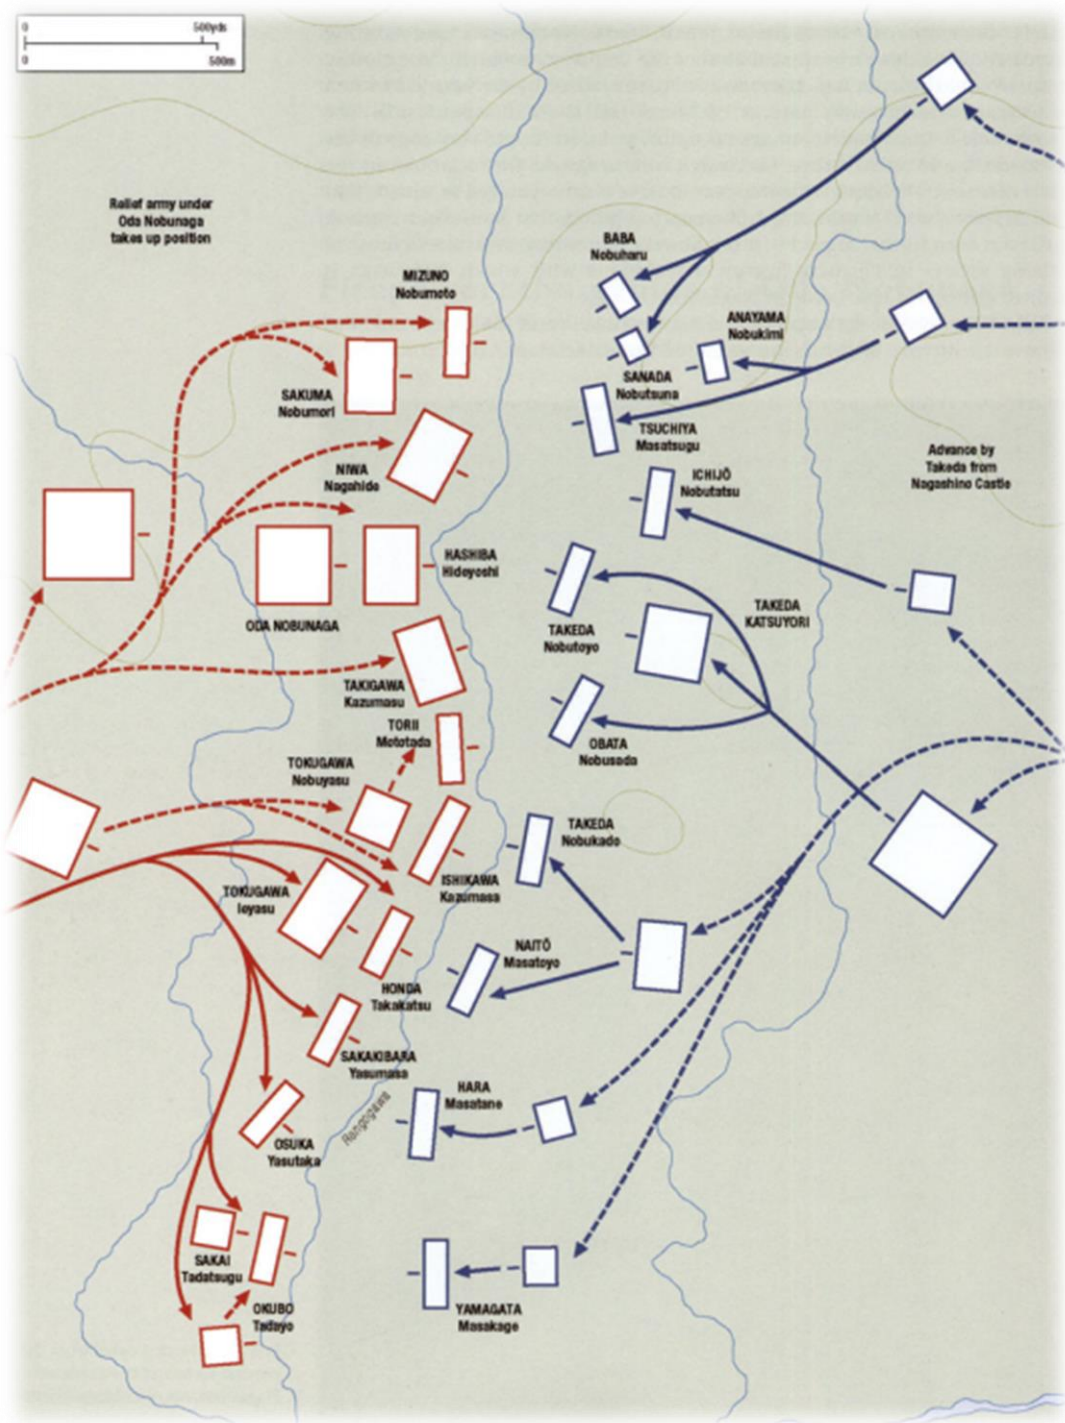 0 500yds
0 500m
Relief army under
Oda Nobunaga
takes up position
MIZUNO
Nobumoto
BABA
Nobuharu
ANAYAMA
Nobukimi
SAKUMA
Nobumori
SANADA
Nobutsuna
TSUCHIYA
Masatsugu
NIWA
Nagahide
ICHIJŌ
Nobutatsu
Advance by
Takeda from
Nagashino Castle
HASHIBA
Hideyoshi
ODA NOBUNAGA
TAKEDA
Nobutoyo
TAKEDA
KATSUYORI
TAKIGAWA
Kazumasu
TORII
Mototada
OBATA
Nobusada
TOKUGAWA
Nobuyasu
TAKEDA
Nobukado
ISHIKAWA
Kazumasa
TOKUGAWA
Ieyasu
NAITŌ
Masatoyo
HONDA
Takakatsu
SAKAKIBARA
Yasumasa
HARA
Masatane
Rengogawa
OSUKA
Yasutaka
SAKAI
Tadatsugu
OKUBO
Tadayo
YAMAGATA
Masakage